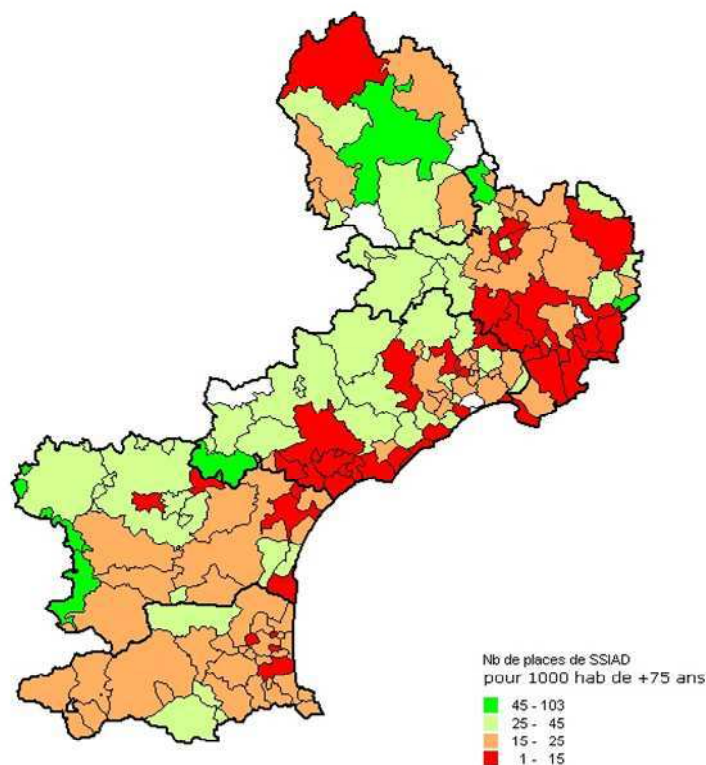 Nb de places de SSIAD
pour 1000 hab de +75 ans
45 - 103
25 - 45
15 - 25
1 - 15